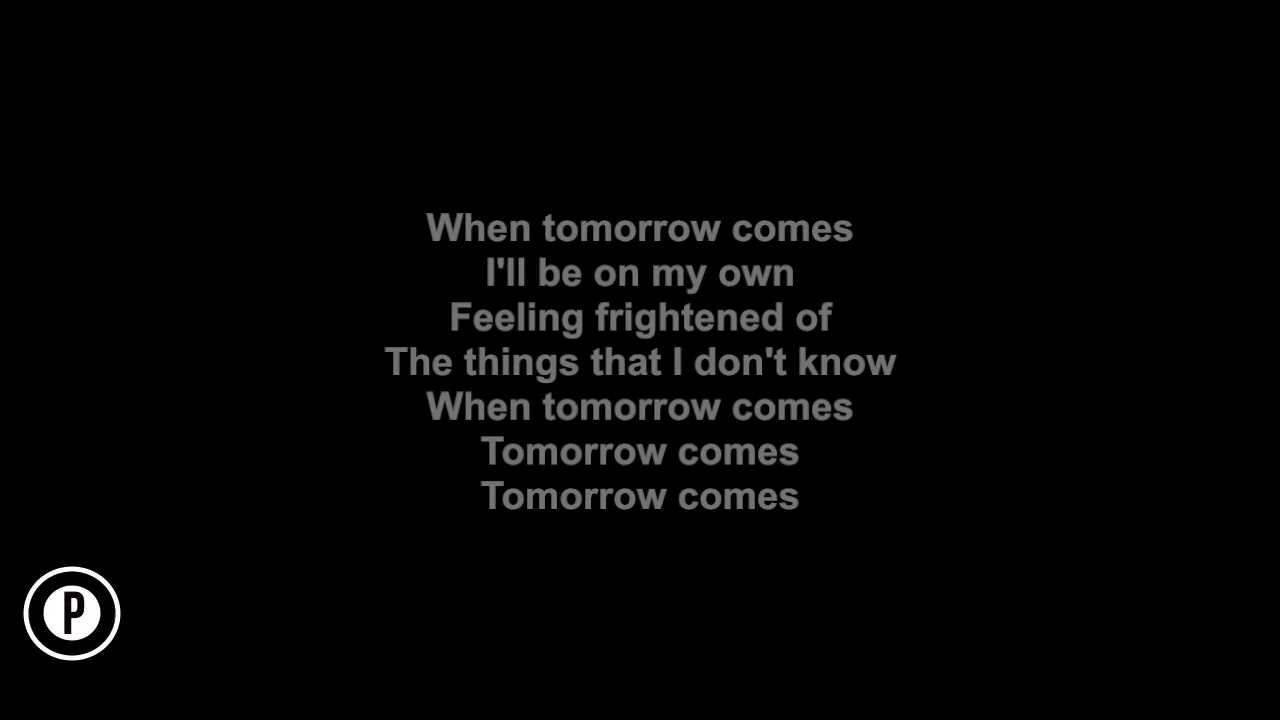 When tomorrow comes
I'll be on my own
Feeling frightened of
The things that I don't know
When tomorrow comes
Tomorrow comes
Tomorrow comes
P